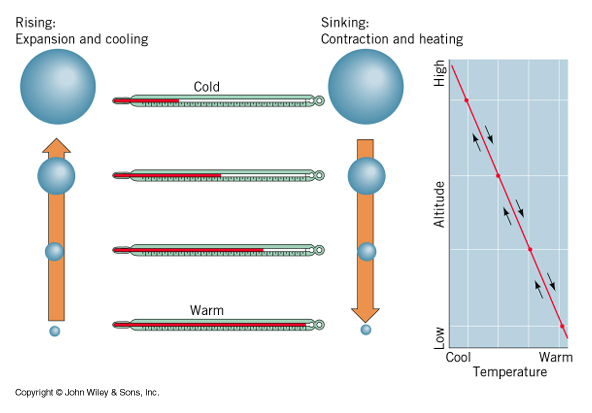 Rising:
Expansion and cooling
Sinking:
Contraction and heating
Cold
Warm
High
Altitude
Low
Cool
Warm
Temperature
Copyright © John Wiley & Sons, Inc.